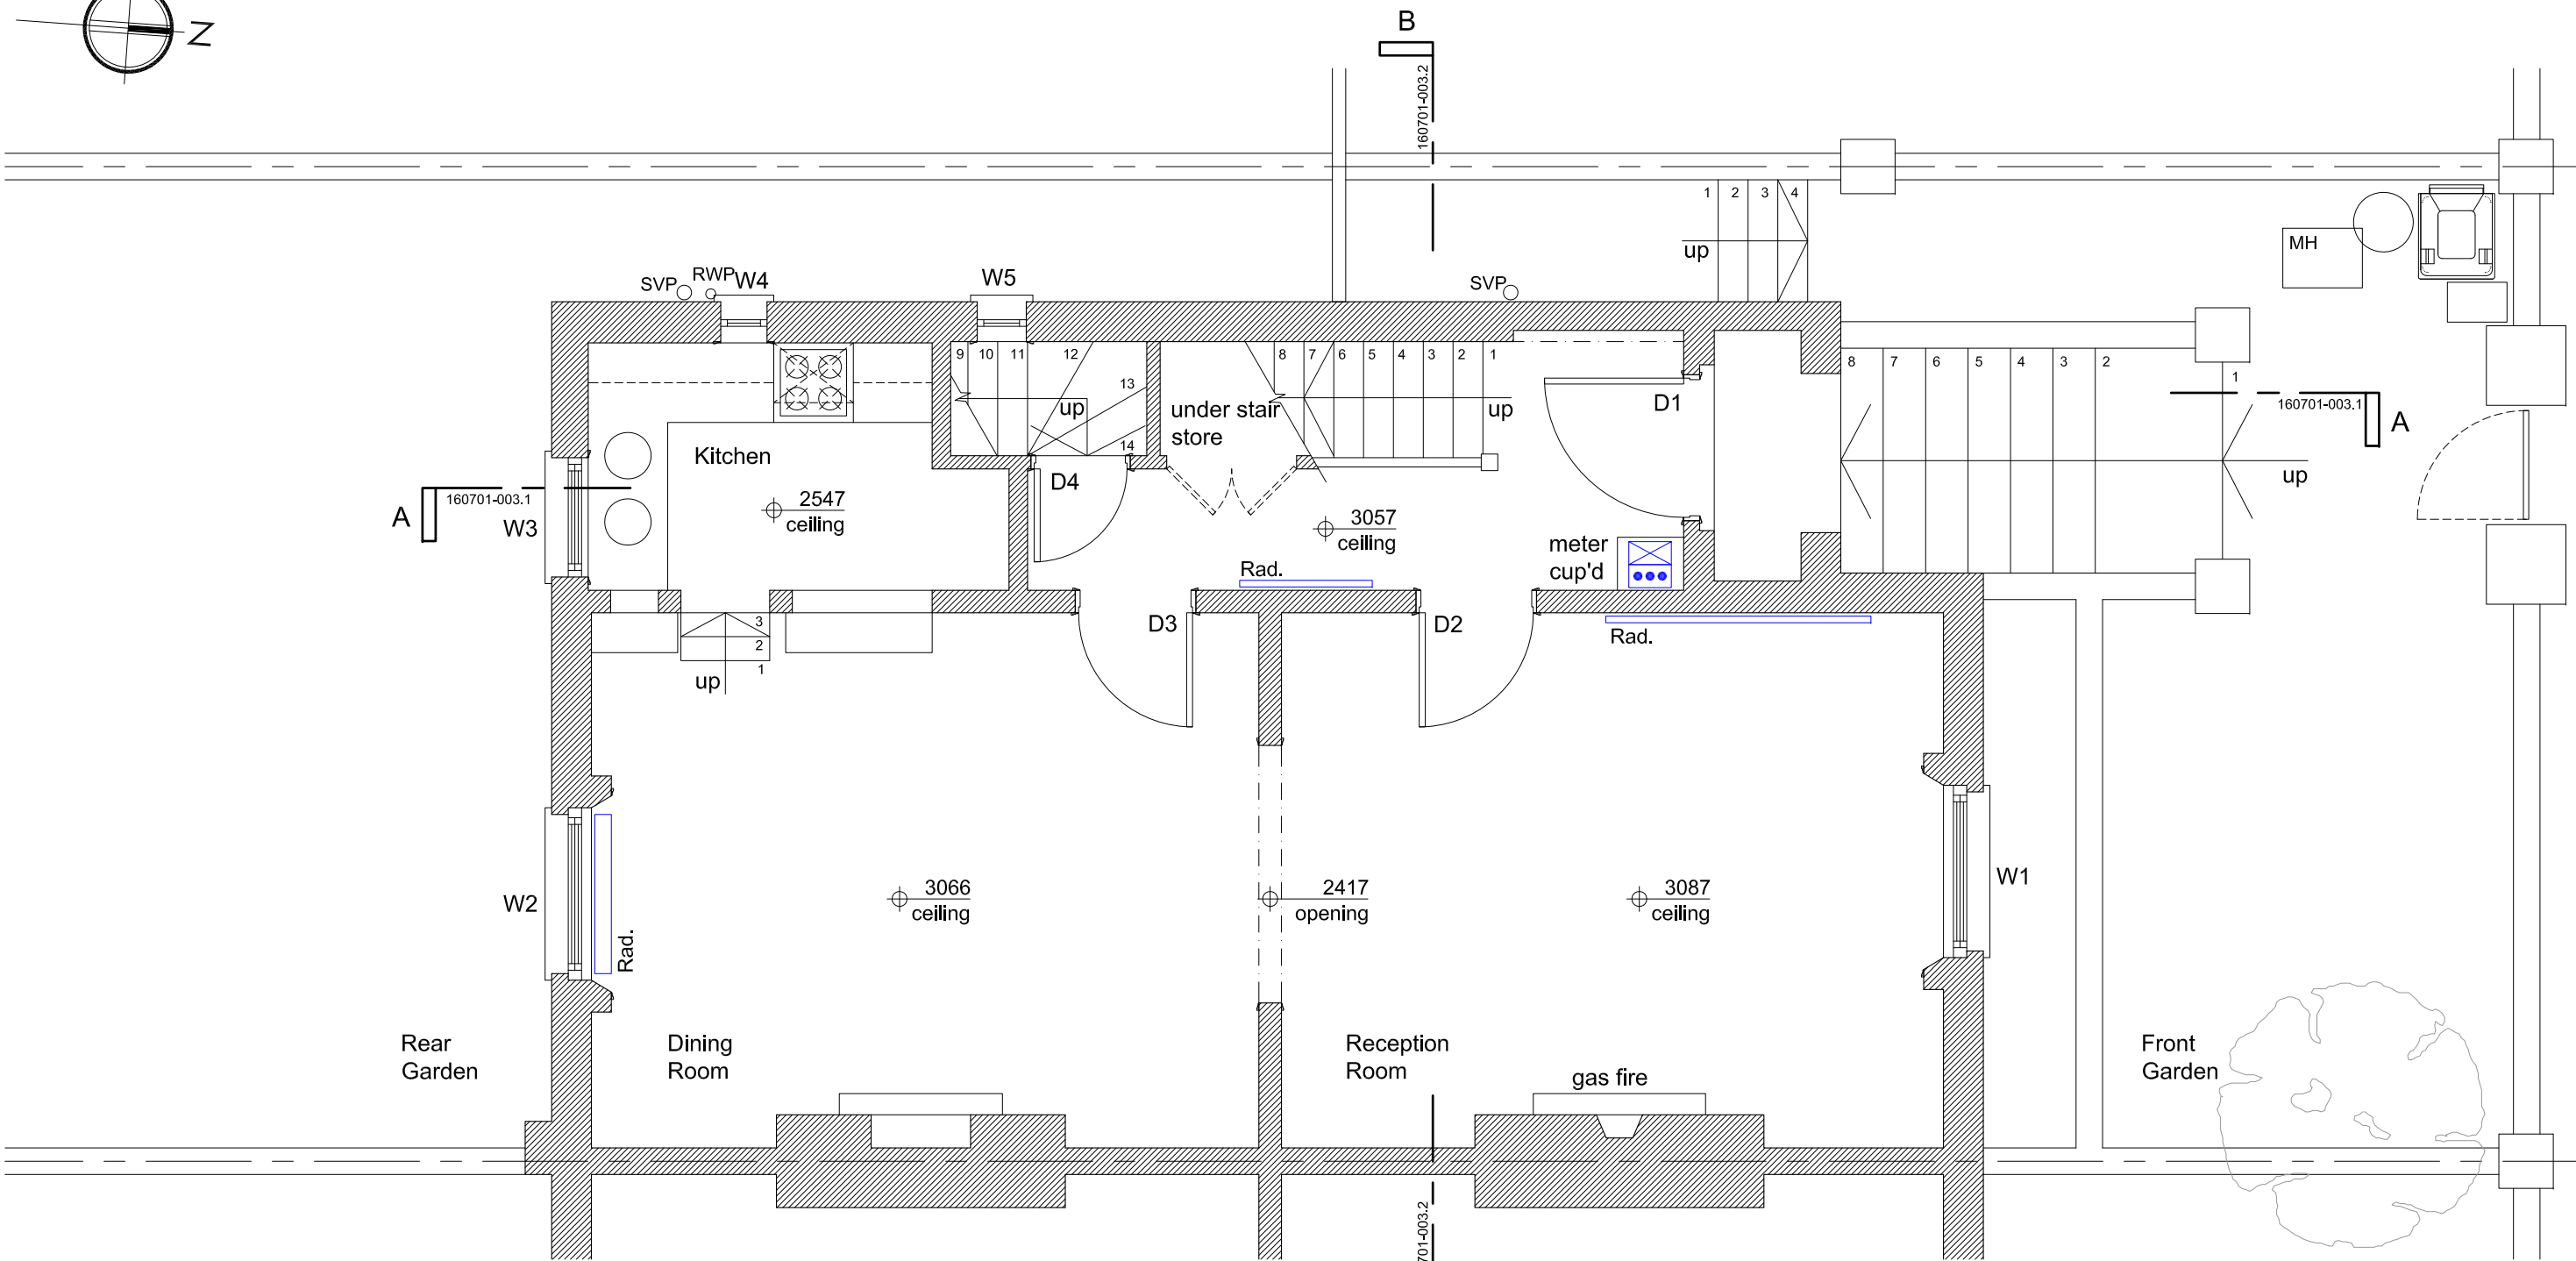 N
B
160701-003.2
1 2 3 4
up
MH
SVP
RWP
W4
W5
SVP
9 10 11 12
13
14
up
8 7 6 5 4 3 2 1
up
under stair
store
D1
8 7 6 5 4 3 2
1
up
160701-003.1
A
Kitchen
2547
ceiling
D4
3057
ceiling
A
160701-003.1
W3
meter
cup'd
Rad.
D3
D2
Rad.
3
2
1
up
W2
Rad.
3066
ceiling
2417
opening
3087
ceiling
W1
Rear
Garden
Dining
Room
Reception
Room
gas fire
Front
Garden
701-003.2